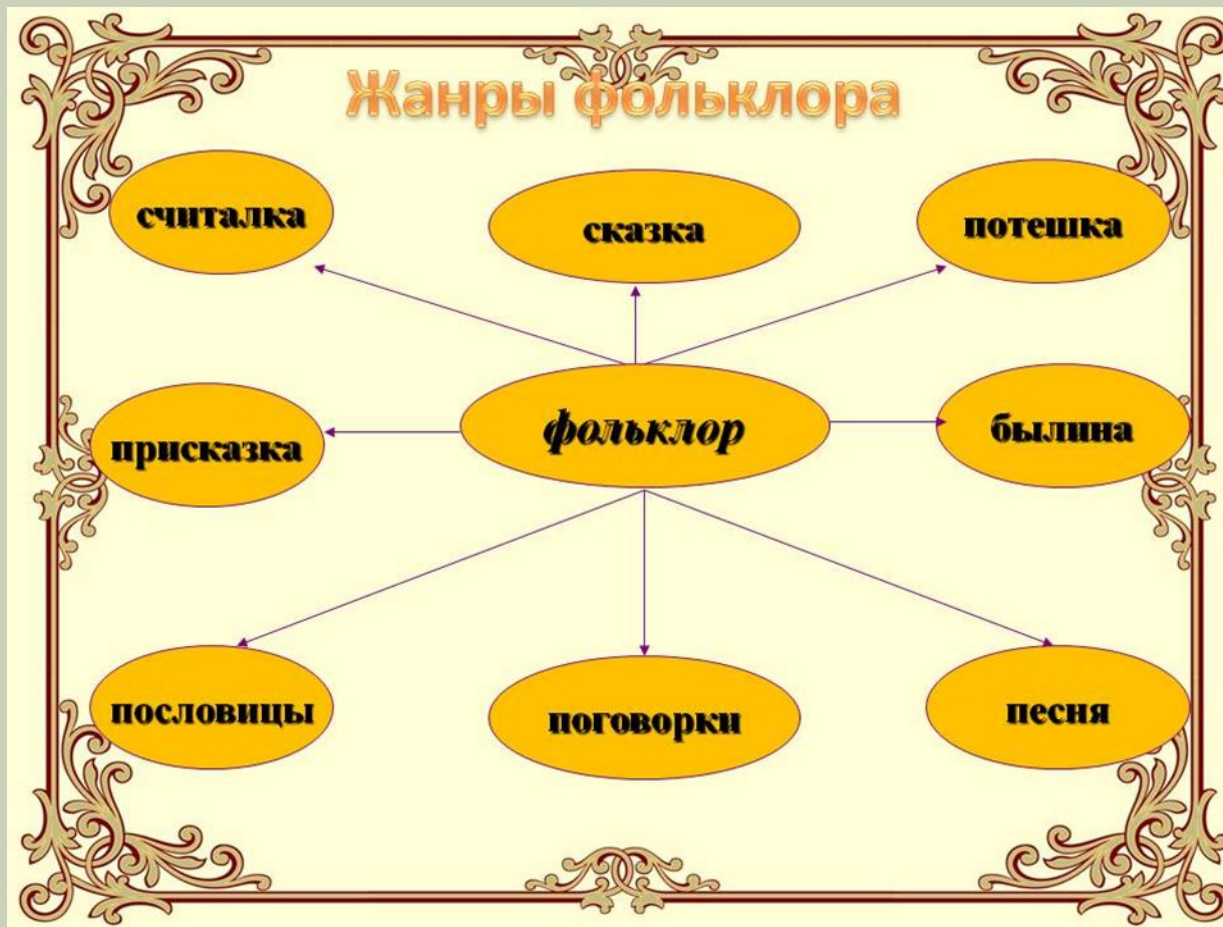 Жанры фольклора
считалка
сказка
потешка
присказка
фольклор
былина
пословицы
поговорки
песня